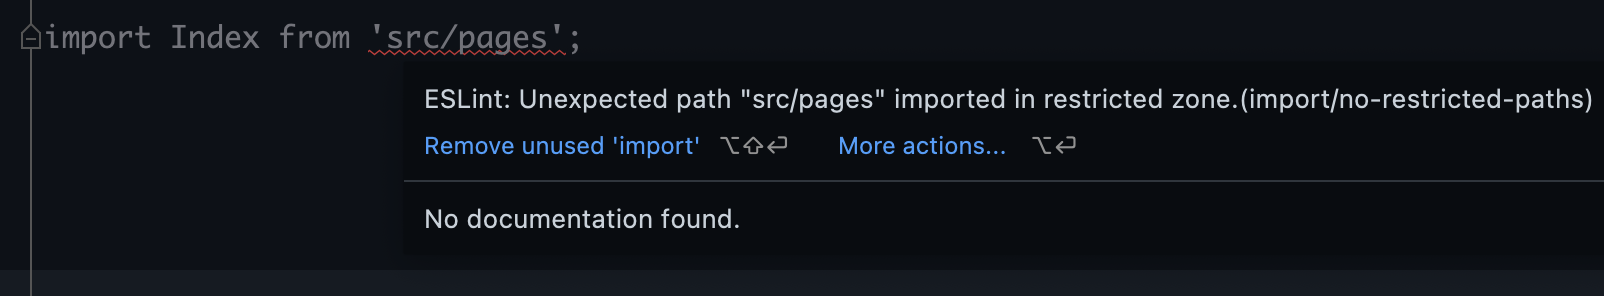 import Index from 'src/pages';
ESLint: Unexpected path "src/pages" imported in restricted zone.(import/no-restricted-paths)
Remove unused 'import' ⌥⇧⏎ More actions... ⌥⏎
No documentation found.